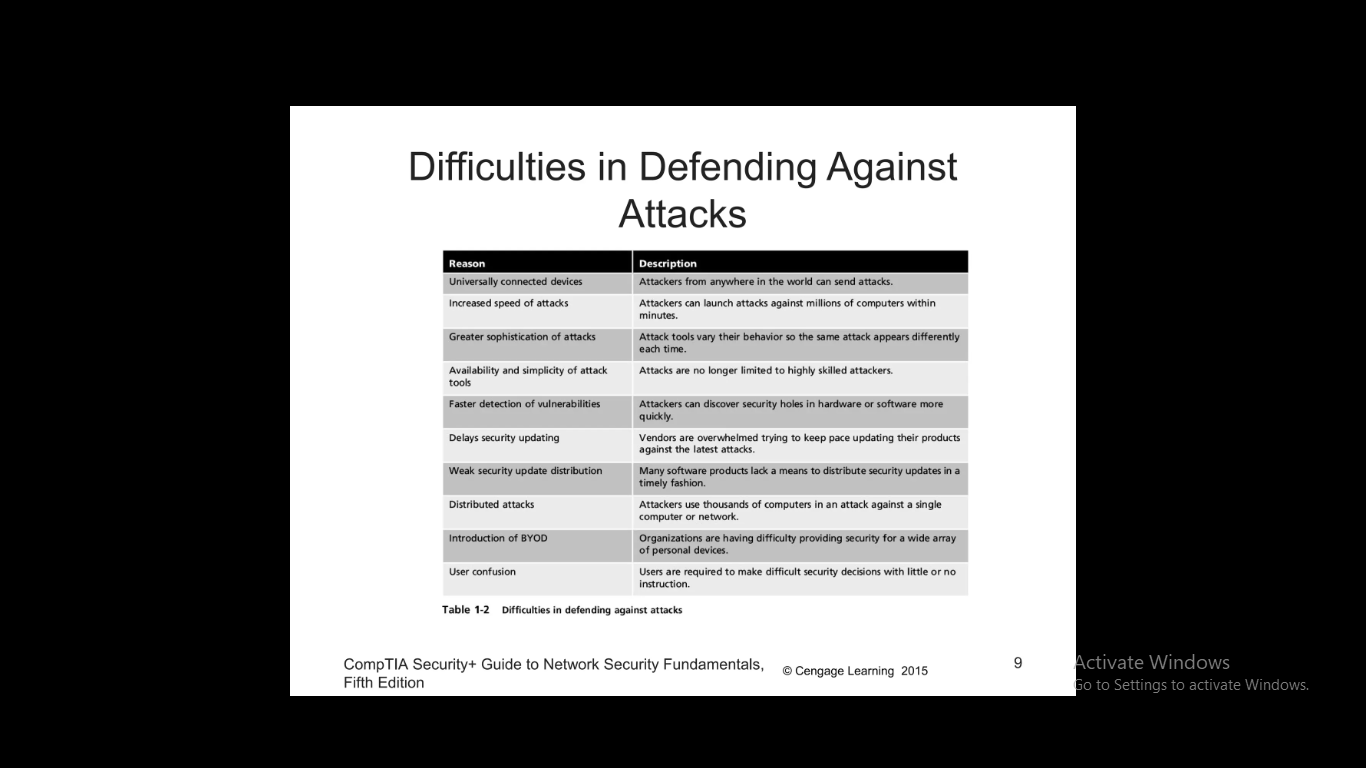 Difficulties in Defending Against
Attacks
Reason Description
Universally connected devices Attackers from anywhere in the world can send attacks.
Increased speed of attacks Attackers can launch attacks against millions of computers within
minutes.
Greater sophistication of attacks Attack tools vary their behavior so the same attack appears differently
each time.
Availability and simplicity of attack Attacks are no longer limited to highly skilled attackers.
tools
Faster detection of vulnerabilities Attackers can discover security holes in hardware or software more
quickly.
Delays security updating Vendors are overwhelmed trying to keep pace updating their products
against the latest attacks.
Weak security update distribution Many software products lack a means to distribute security updates in a
timely fashion.
Distributed attacks Attackers use thousands of computers in an attack against a single
computer or network.
Introduction of BYOD Organizations are having difficulty providing security for a wide array
of personal devices.
User confusion Users are required to make difficult security decisions with little or no
instruction.
Table 1-2 Difficulties in defending against attacks
CompTIA Security+ Guide to Network Security Fundamentals,
Fifth Edition
© Cengage Learning 2015
9
Activate Windows
Go to Settings to activate Windows.